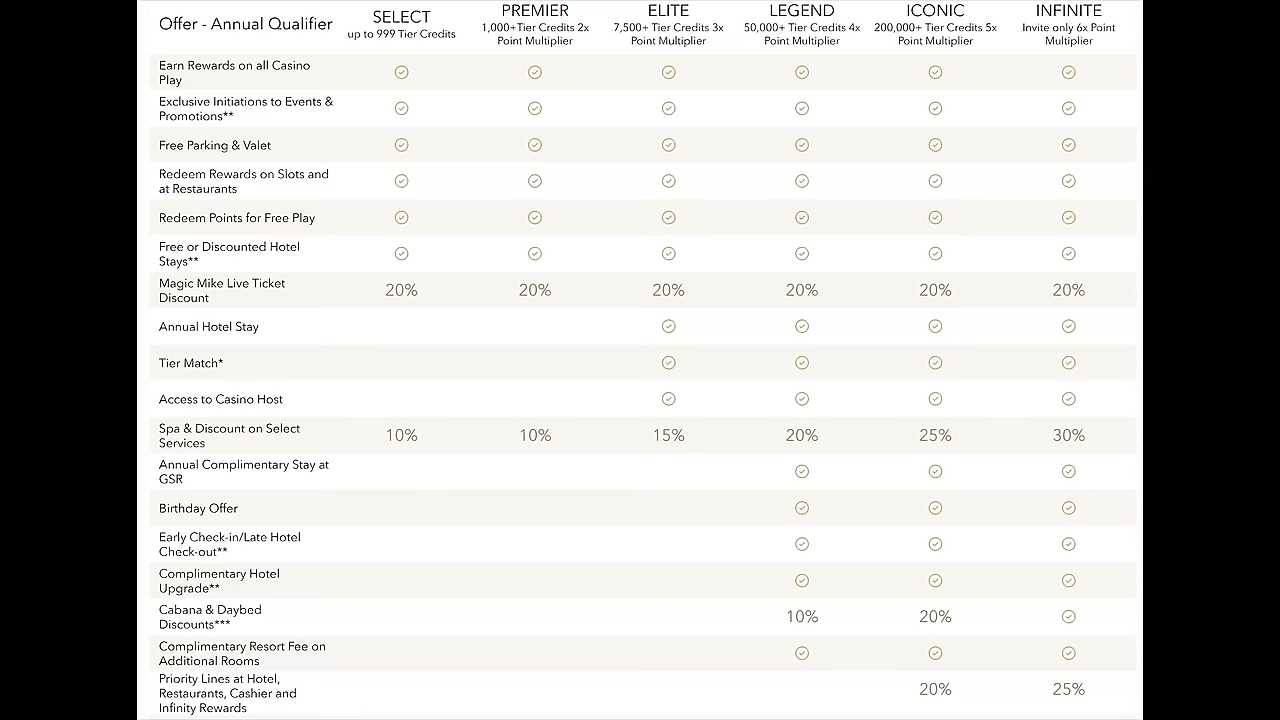 Offer - Annual Qualifier
SELECT
up to 999 Tier Credits
PREMIER
1,000+Tier Credits 2x
Point Multiplier
ELITE
7,500+Tier Credits 3x
Point Multiplier
LEGEND
50,000+Tier Credits 4x
Point Multiplier
ICONIC
200,000+Tier Credits 5x
Point Multiplier
INFINITE
Invite only 6x Point
Multiplier
Earn Rewards on all Casino
Play
Exclusive Initiations to Events &
Promotions**
Free Parking & Valet
Redeem Rewards on Slots and
at Restaurants
Redeem Points for Free Play
Free or Discounted Hotel
Stays**
Magic Mike Live Ticket
Discount
20% 20% 20% 20% 20% 20%
Annual Hotel Stay
Tier Match*
Access to Casino Host
Spa & Discount on Select
Services
10% 10% 15% 20% 25% 30%
Annual Complimentary Stay at
GSR
Birthday Offer
Early Check-in/Late Hotel
Check-out**
Complimentary Hotel
Upgrade**
Cabana & Daybed
Discounts***
10% 20%
Complimentary Resort Fee on
Additional Rooms
Priority Lines at Hotel,
Restaurants, Cashier and
Infinity Rewards
20% 25%